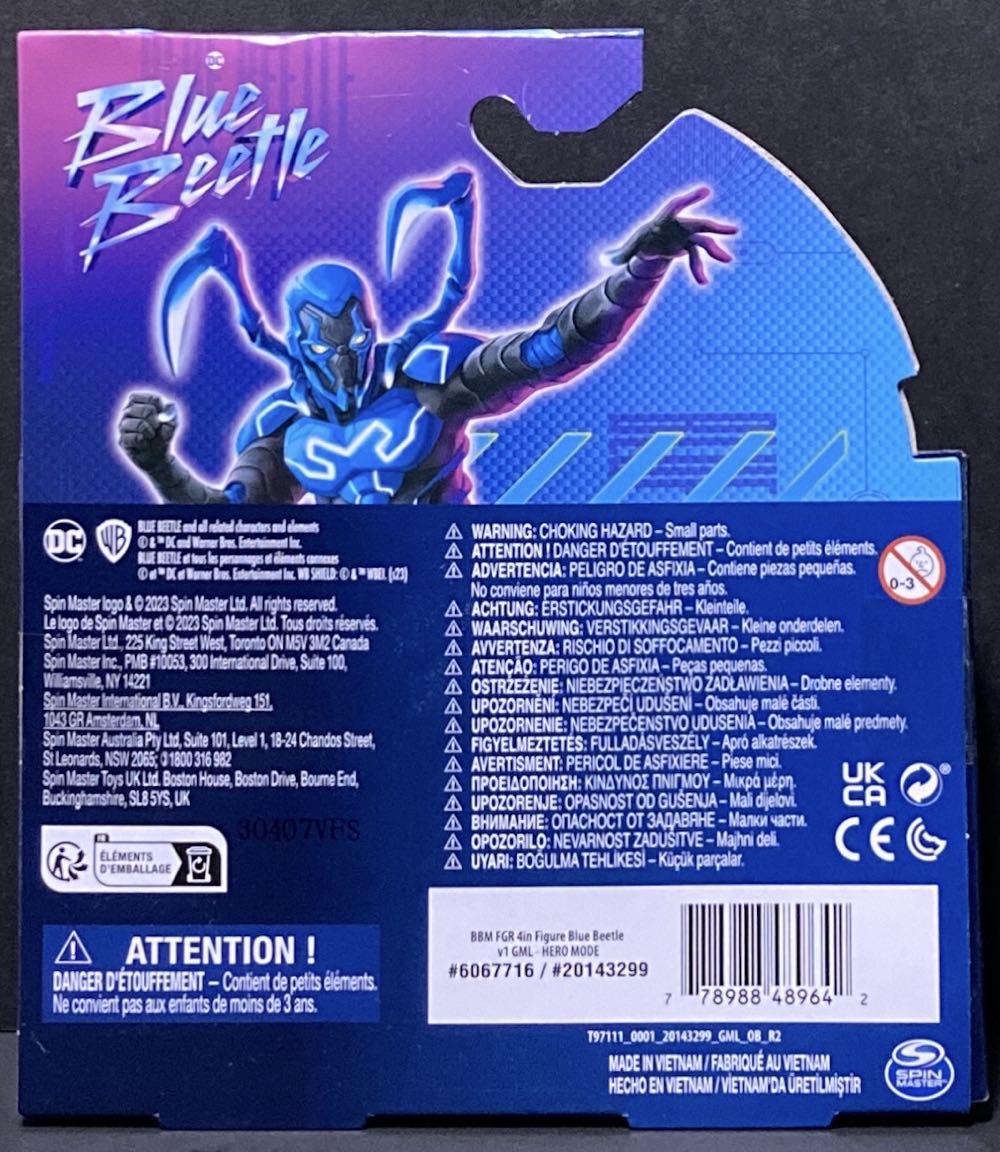 DC
Blue
Beetle
DC
WB
BLUE BEETLE and all related characters and elements
© & ™ DC and Warner Bros. Entertainment Inc.
BLUE BEETLE et tous les personnages et éléments connexes
© et ™ DC et Warner Bros. Entertainment Inc. WB SHIELD: © & ™ WBEI. (s23)
Spin Master logo & © 2023 Spin Master Ltd. All rights reserved.
Le logo de Spin Master et © 2023 Spin Master Ltd. Tous droits réservés.
Spin Master Ltd., 225 King Street West, Toronto ON M5V 3M2 Canada
Spin Master Inc., PMB #10053, 300 International Drive, Suite 100,
Williamsville, NY 14221
Spin Master International B.V., Kingsfordweg 151,
1043 GR Amsterdam, NL
Spin Master Australia Pty Ltd, Suite 101, Level 1, 18-24 Chandos Street,
St Leonards, NSW 2065; 1800 316 982
Spin Master Toys UK Ltd. Boston House, Boston Drive, Bourne End,
Buckinghamshire, SL8 5YS, UK
30407VFS
FR
ÉLÉMENTS
D'EMBALLAGE
ATTENTION !
DANGER D'ÉTOUFFEMENT – Contient de petits éléments.
Ne convient pas aux enfants de moins de 3 ans.
WARNING: CHOKING HAZARD – Small parts.
ATTENTION ! DANGER D'ÉTOUFFEMENT – Contient de petits éléments.
ADVERTENCIA: PELIGRO DE ASFIXIA – Contiene piezas pequeñas.
No conviene para niños menores de tres años.
ACHTUNG: ERSTICKUNGSGEFAHR – Kleinteile.
WAARSCHUWING: VERSTIKKINGSGEVAAR – Kleine onderdelen.
AVVERTENZA: RISCHIO DI SOFFOCAMENTO – Pezzi piccoli.
ATENÇÃO: PERIGO DE ASFIXIA – Peças pequenas.
OSTRZEŻENIE: NIEBEZPIECZEŃSTWO ZADŁAWIENIA – Drobne elementy.
UPOZORNĚNÍ: NEBEZPEČÍ UDUŠENÍ – Obsahuje malé části.
UPOZORNENIE: NEBEZPEČENSTVO UDUSENIA – Obsahuje malé predmety.
FIGYELMEZTETÉS: FULLADÁSVESZÉLY – Apró alkatrészek.
AVERTISMENT: PERICOL DE ASFIXIERE – Piese mici.
ΠΡΟΕΙΔΟΠΟΙΗΣΗ: ΚΙΝΔΥΝΟΣ ΠΝΙΓΜΟΥ – Μικρά μέρη.
UPOZORENJE: OPASNOST OD GUŠENJA – Mali dijelovi.
ВНИМАНИЕ: ОПАСНОСТ ОТ ЗАДАВЯНЕ – Малки части.
OPOZORILO: NEVARNOST ZADUŠITVE – Majhni deli.
UYARI: BOĞULMA TEHLİKESİ – Küçük parçalar.
0-3
UK
CA
CE
BBM FGR 4in Figure Blue Beetle
v1 GML - HERO MODE
#6067716 / #20143299
7 78988 48964 2
T97111_0001_20143299_GML_OB_R2
MADE IN VIETNAM / FABRIQUÉ AU VIETNAM
HECHO EN VIETNAM / VİETNAM'DA ÜRETİLMİŞTİR
SPIN
MASTER™